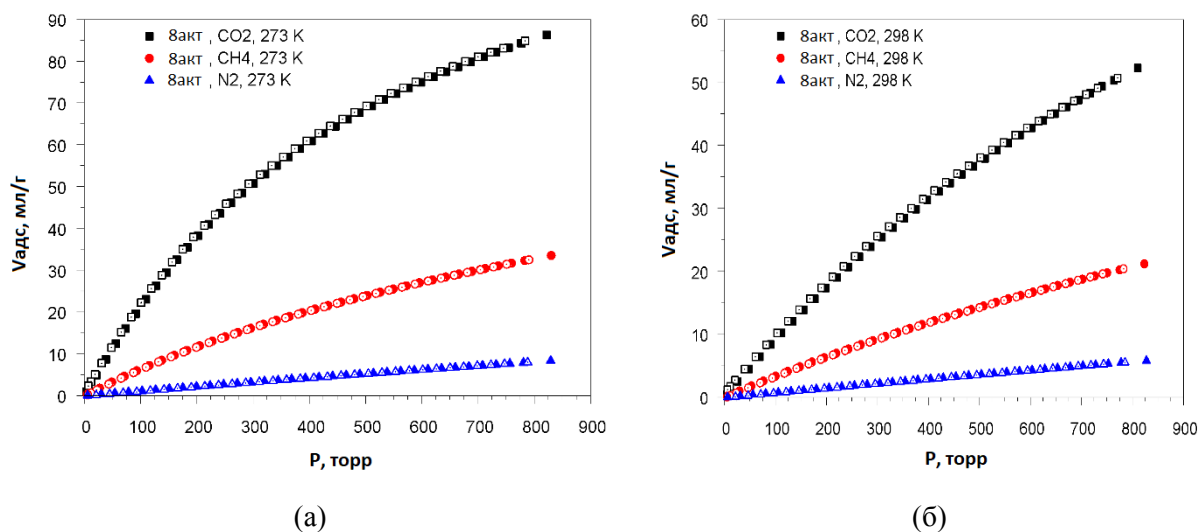 8акт , CO2, 273 K
8акт , CH4, 273 K
8акт , N2, 273 K
90
80
70
60
50
40
30
20
10
0
Vадс, мл/г
0 100 200 300 400 500 600 700 800 900
P, торр
(а)
8акт , CO2, 298 K
8акт , CH4, 298 K
8акт , N2, 298 K
60
50
40
30
20
10
0
Vадс, мл/г
0 100 200 300 400 500 600 700 800 900
P, торр
(б)